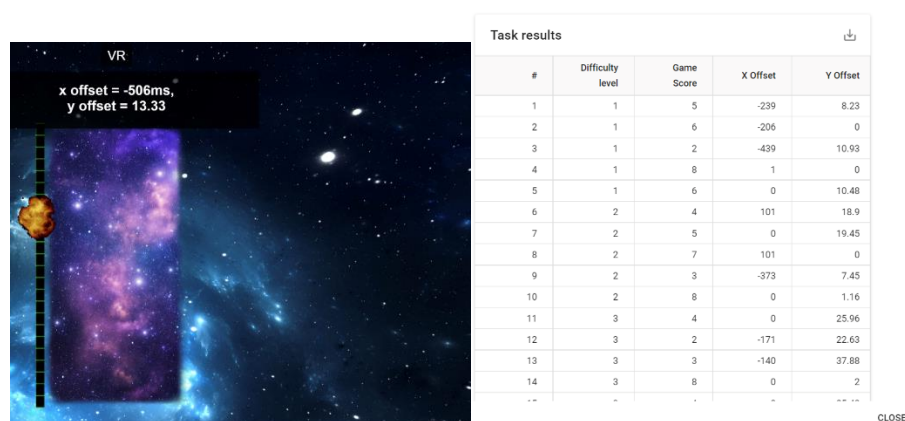 VR
x offset = -506ms,
y offset = 13.33
Task results
# Difficulty level Game Score X Offset Y Offset
1 1 5 -239 8.23
2 1 6 -206 0
3 1 2 -439 10.93
4 1 8 1 0
5 1 6 0 10.48
6 2 4 101 18.9
7 2 5 0 19.45
8 2 7 101 0
9 2 3 -373 7.45
10 2 8 0 1.16
11 3 4 0 25.96
12 3 2 -171 22.63
13 3 3 -140 37.88
14 3 8 0 2
CLOSE